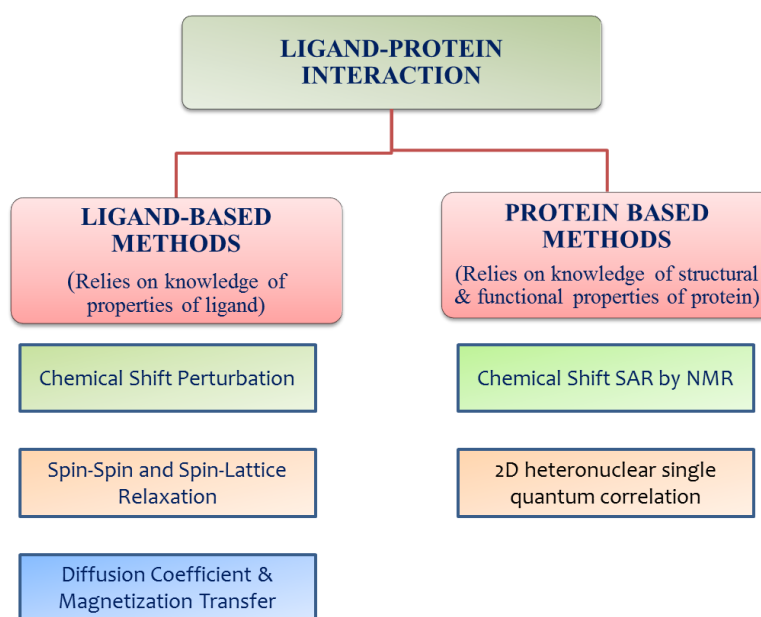 LIGAND-PROTEIN
INTERACTION
LIGAND-BASED
METHODS
(Relies on knowledge of
properties of ligand)
PROTEIN BASED
METHODS
(Relies on knowledge of structural
& functional properties of protein)
Chemical Shift Perturbation
Chemical Shift SAR by NMR
Spin-Spin and Spin-Lattice
Relaxation
2D heteronuclear single
quantum correlation
Diffusion Coefficient &
Magnetization Transfer